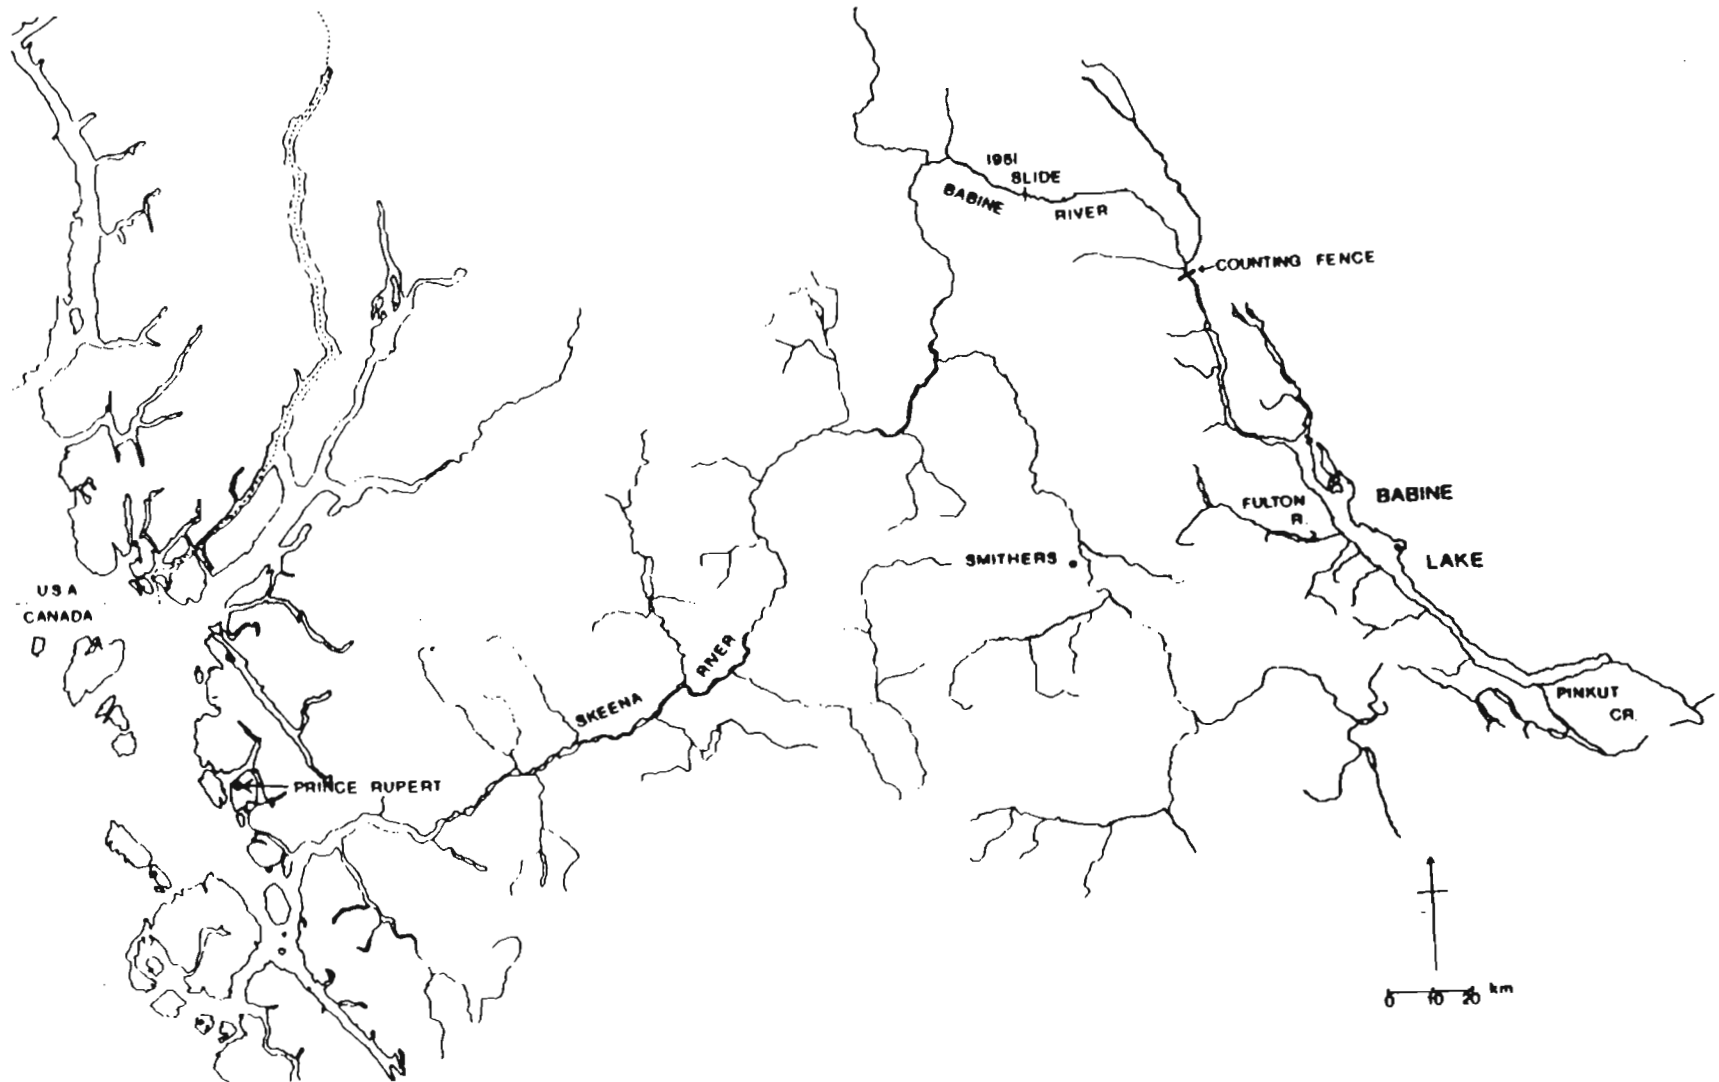 1951
SLIDE
BABINE
RIVER
COUNTING FENCE
BABINE
FULTON
R.
LAKE
SMITHERS
USA
CANADA
RIVER
SKEENA
PINKUT
CR.
PRINCE RUPERT
0 10 20 km